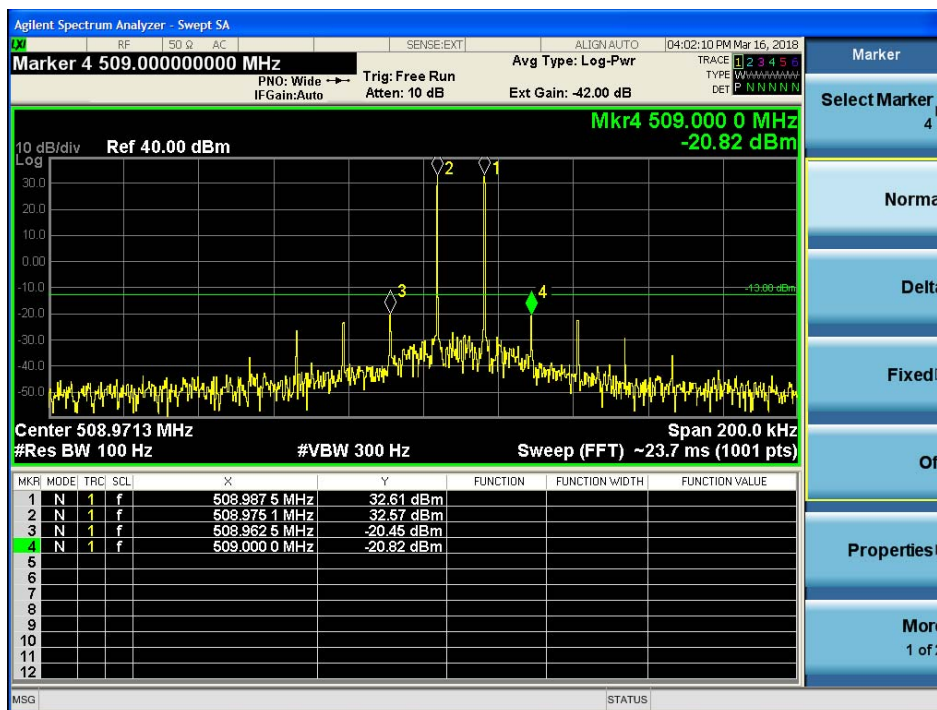 Agilent Spectrum Analyzer - Swept SA
LXI RF 50 Ω AC SENSE:EXT ALIGN AUTO 04:02:10 PM Mar 16, 2018
Marker 4 509.000000000 MHz
PNO: Wide
IFGain:Auto
Trig: Free Run
Atten: 10 dB
Avg Type: Log-Pwr
Ext Gain: -42.00 dB
TRACE 1 2 3 4 5 6
TYPE WWWWWW
DET P N N N N N
Mkr4 509.000 0 MHz
-20.82 dBm
10 dB/div Ref 40.00 dBm
Log
30.0
20.0
10.0
0.00
-10.0
-20.0
-30.0
-40.0
-50.0
2
1
3
4
-13.00 dBm
Center 508.9713 MHz Span 200.0 kHz
#Res BW 100 Hz #VBW 300 Hz Sweep (FFT) ~23.7 ms (1001 pts)
MKR MODE TRC SCL X Y FUNCTION FUNCTION WIDTH FUNCTION VALUE
1 N 1 f 508.987 5 MHz 32.61 dBm
2 N 1 f 508.975 1 MHz 32.57 dBm
3 N 1 f 508.962 5 MHz -20.45 dBm
4 N 1 f 509.000 0 MHz -20.82 dBm
5
6
7
8
9
10
11
12
MSG STATUS
Marker
Select Marker
4
Norma
Delta
Fixed
Of
Properties
More
1 of 2